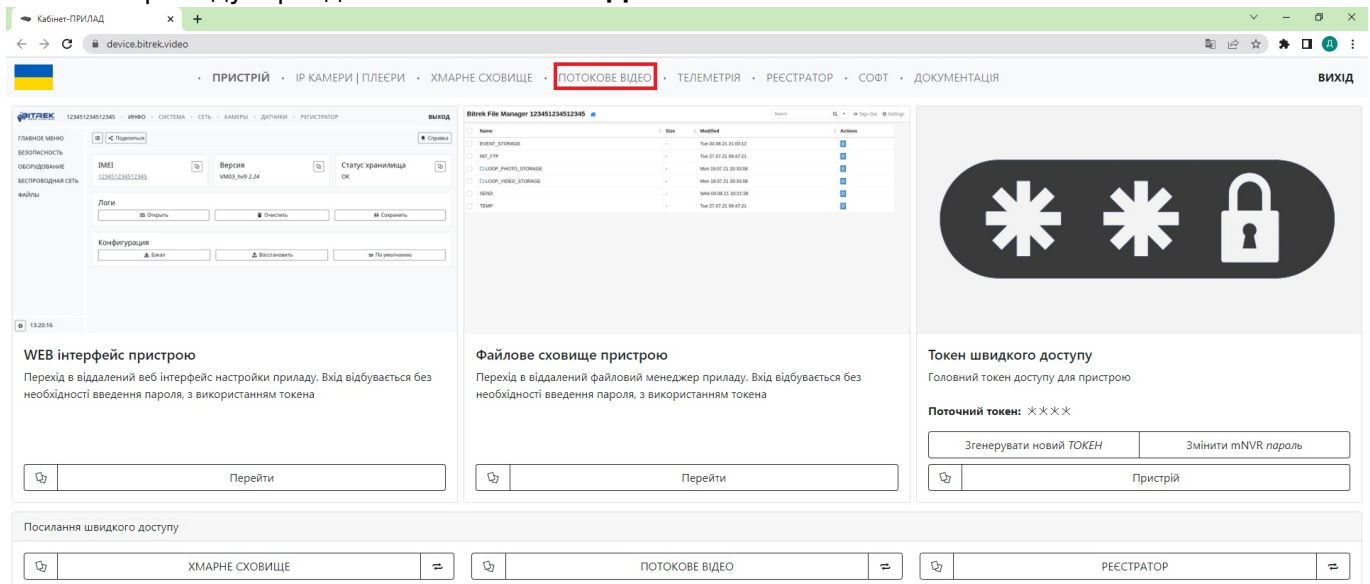 Кабінет-ПРИЛАД
device.bitrek.video
Д
ПРИСТРІЙ · IP КАМЕРИ | ПЛЕЄРИ · ХМАРНЕ СХОВИЩЕ · ПОТОКОВЕ ВІДЕО · ТЕЛЕМЕТРІЯ · РЕЄСТРАТОР · СОФТ · ДОКУМЕНТАЦІЯ
ВИХІД
BITREK 123451234512345 · ИНФО · СИСТЕМА · СЕТЬ · КАМЕРЫ · ДАТЧИКИ · РЕГИСТРАТОР ВЫХОД
ГЛАВНОЕ МЕНЮ
БЕЗОПАСНОСТЬ
ОБОРУДОВАНИЕ
БЕСПРОВОДНАЯ СЕТЬ
ФАЙЛЫ
Поделиться Справка
IMEI
123451234512345
Версия
VM03_hv9 2.24
Статус хранилища
OK
Логи
Открыть Очистить Сохранить
Конфигурация
Бэкап Восстановить По умолчанию
13:20:16
Bitrek File Manager 123451234512345 Search Sign Out Settings
Name Size Modified Actions
EVENT_STORAGE - Tue 03.08.21 21:00:12
INT_FTP - Tue 27.07.21 09:47:21
LOOP_PHOTO_STORAGE - Mon 19.07.21 20:33:08
LOOP_VIDEO_STORAGE - Mon 19.07.21 20:33:08
SEND - Wed 04.08.21 10:21:38
TEMP - Tue 27.07.21 09:47:21
WEB інтерфейс пристрою
Перехід в віддалений веб інтерфейс настройки приладу. Вхід відбувається без
необхідності введення пароля, з використанням токена
Перейти
Файлове сховище пристрою
Перехід в віддалений файловий менеджер приладу. Вхід відбувається без
необхідності введення пароля, з використанням токена
Перейти
Токен швидкого доступу
Головний токен доступу для пристрою
Поточний токен: ****
Згенерувати новий ТОКЕН Змінити mNVR пароль
Пристрій
Посилання швидкого доступу
ХМАРНЕ СХОВИЩЕ ПОТОКОВЕ ВІДЕО РЕЄСТРАТОР